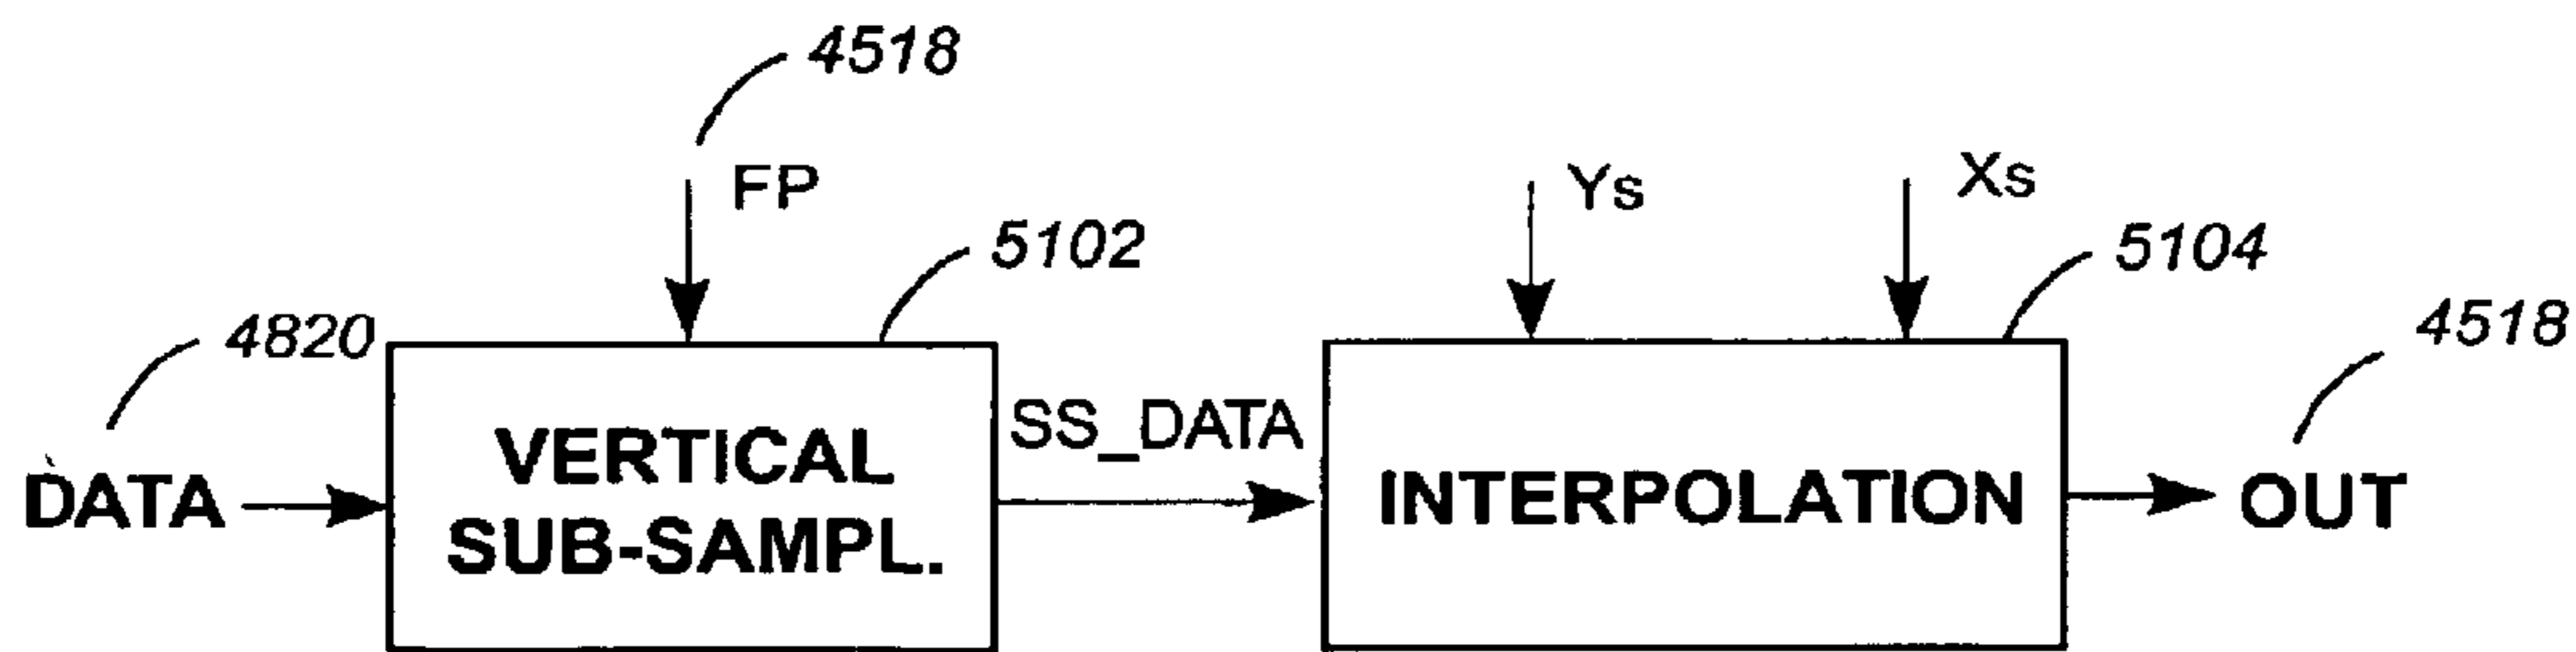 4518
FP
Ys
Xs
5102
5104
4820
4518
DATA
VERTICAL
SUB-SAMPL.
SS_DATA
INTERPOLATION
OUT